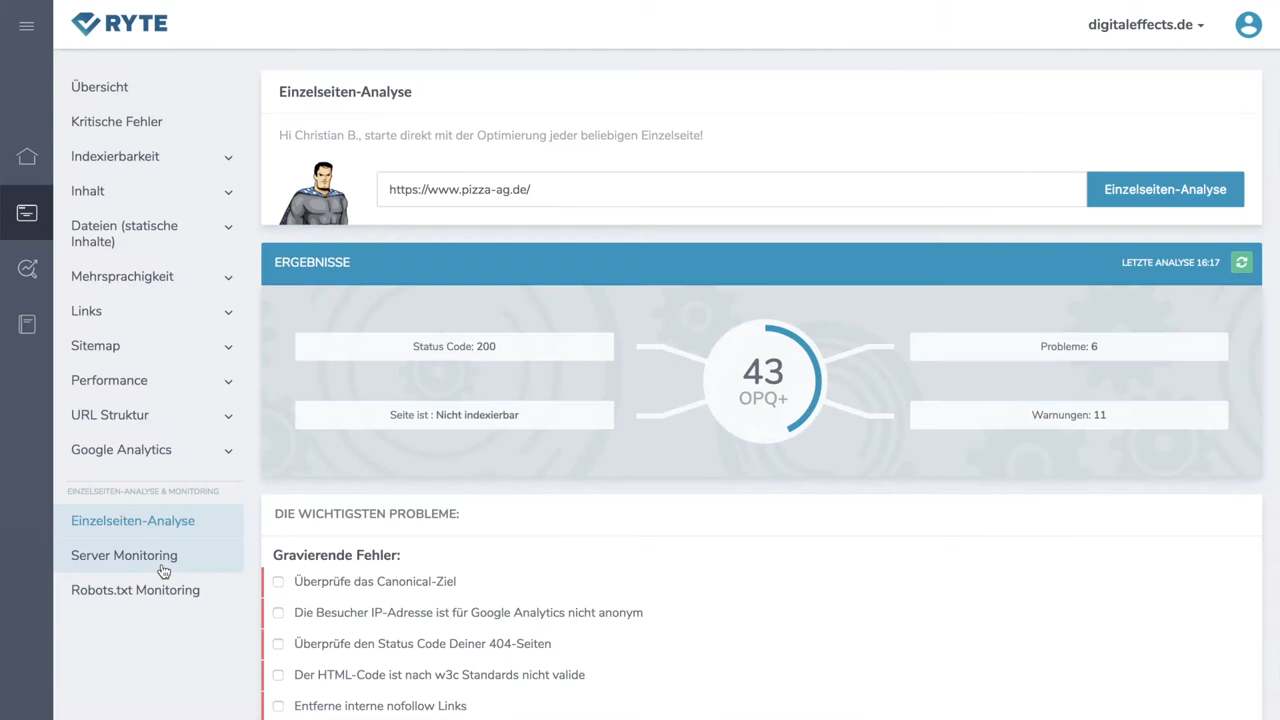 RYTE
digitaleffects.de
Übersicht
Kritische Fehler
Indexierbarkeit
Inhalt
Dateien (statische
Inhalte)
Mehrsprachigkeit
Links
Sitemap
Performance
URL Struktur
Google Analytics
EINZELSEITEN-ANALYSE & MONITORING
Einzelseiten-Analyse
Server Monitoring
Robots.txt Monitoring
Einzelseiten-Analyse
Hi Christian B., starte direkt mit der Optimierung jeder beliebigen Einzelseite!
https://www.pizza-ag.de/
Einzelseiten-Analyse
ERGEBNISSE
LETZTE ANALYSE 16:17
Status Code: 200
Seite ist : Nicht indexierbar
43
OPQ+
Probleme: 6
Warnungen: 11
DIE WICHTIGSTEN PROBLEME:
Gravierende Fehler:
Überprüfe das Canonical-Ziel
Die Besucher IP-Adresse ist für Google Analytics nicht anonym
Überprüfe den Status Code Deiner 404-Seiten
Der HTML-Code ist nach w3c Standards nicht valide
Entferne interne nofollow Links